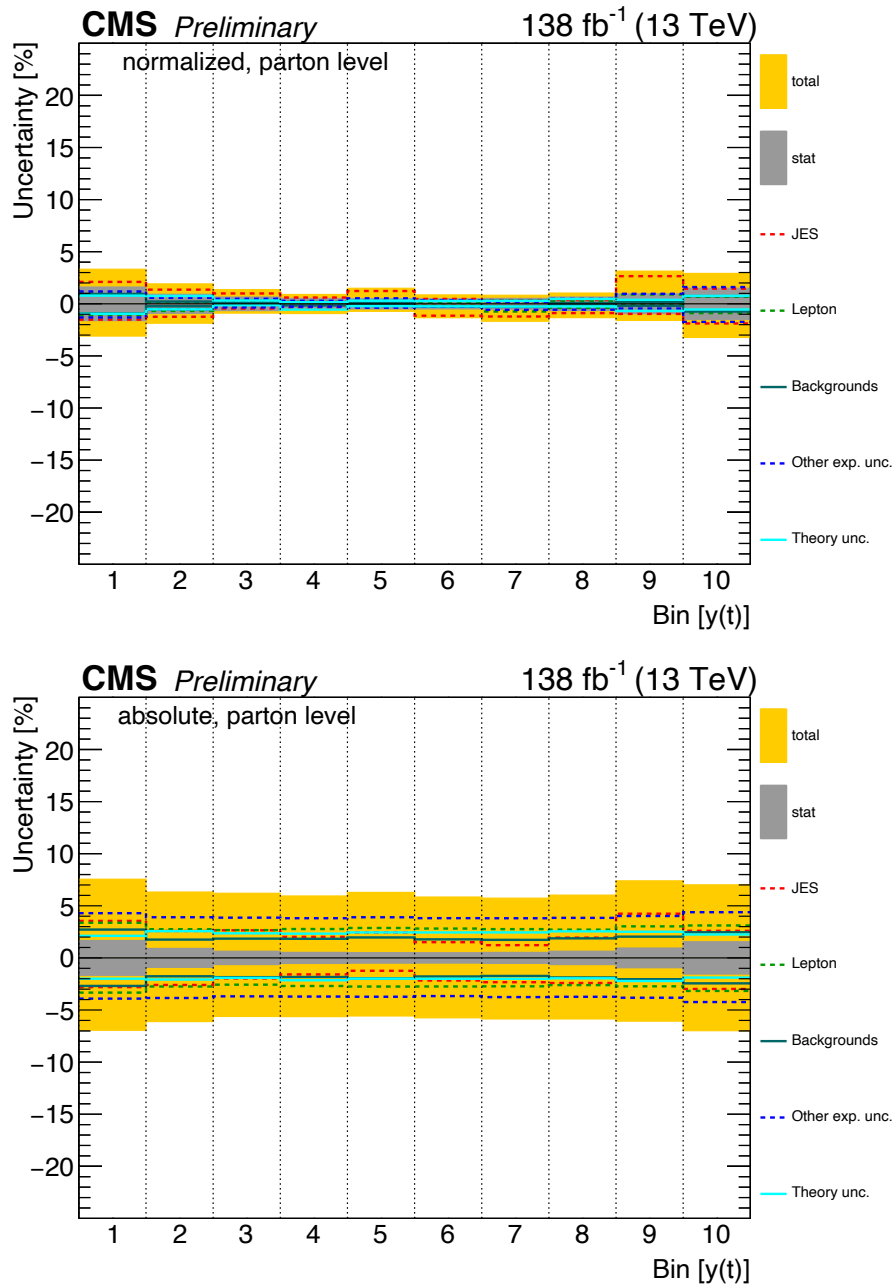 CMS Preliminary 138 fb⁻¹ (13 TeV)
normalized, parton level
Uncertainty [%]
20
15
10
5
0
−5
−10
−15
−20
1 2 3 4 5 6 7 8 9 10
Bin [y(t)]
total
stat
JES
Lepton
Backgrounds
Other exp. unc.
Theory unc.
CMS Preliminary 138 fb⁻¹ (13 TeV)
absolute, parton level
Uncertainty [%]
20
15
10
5
0
−5
−10
−15
−20
1 2 3 4 5 6 7 8 9 10
Bin [y(t)]
total
stat
JES
Lepton
Backgrounds
Other exp. unc.
Theory unc.